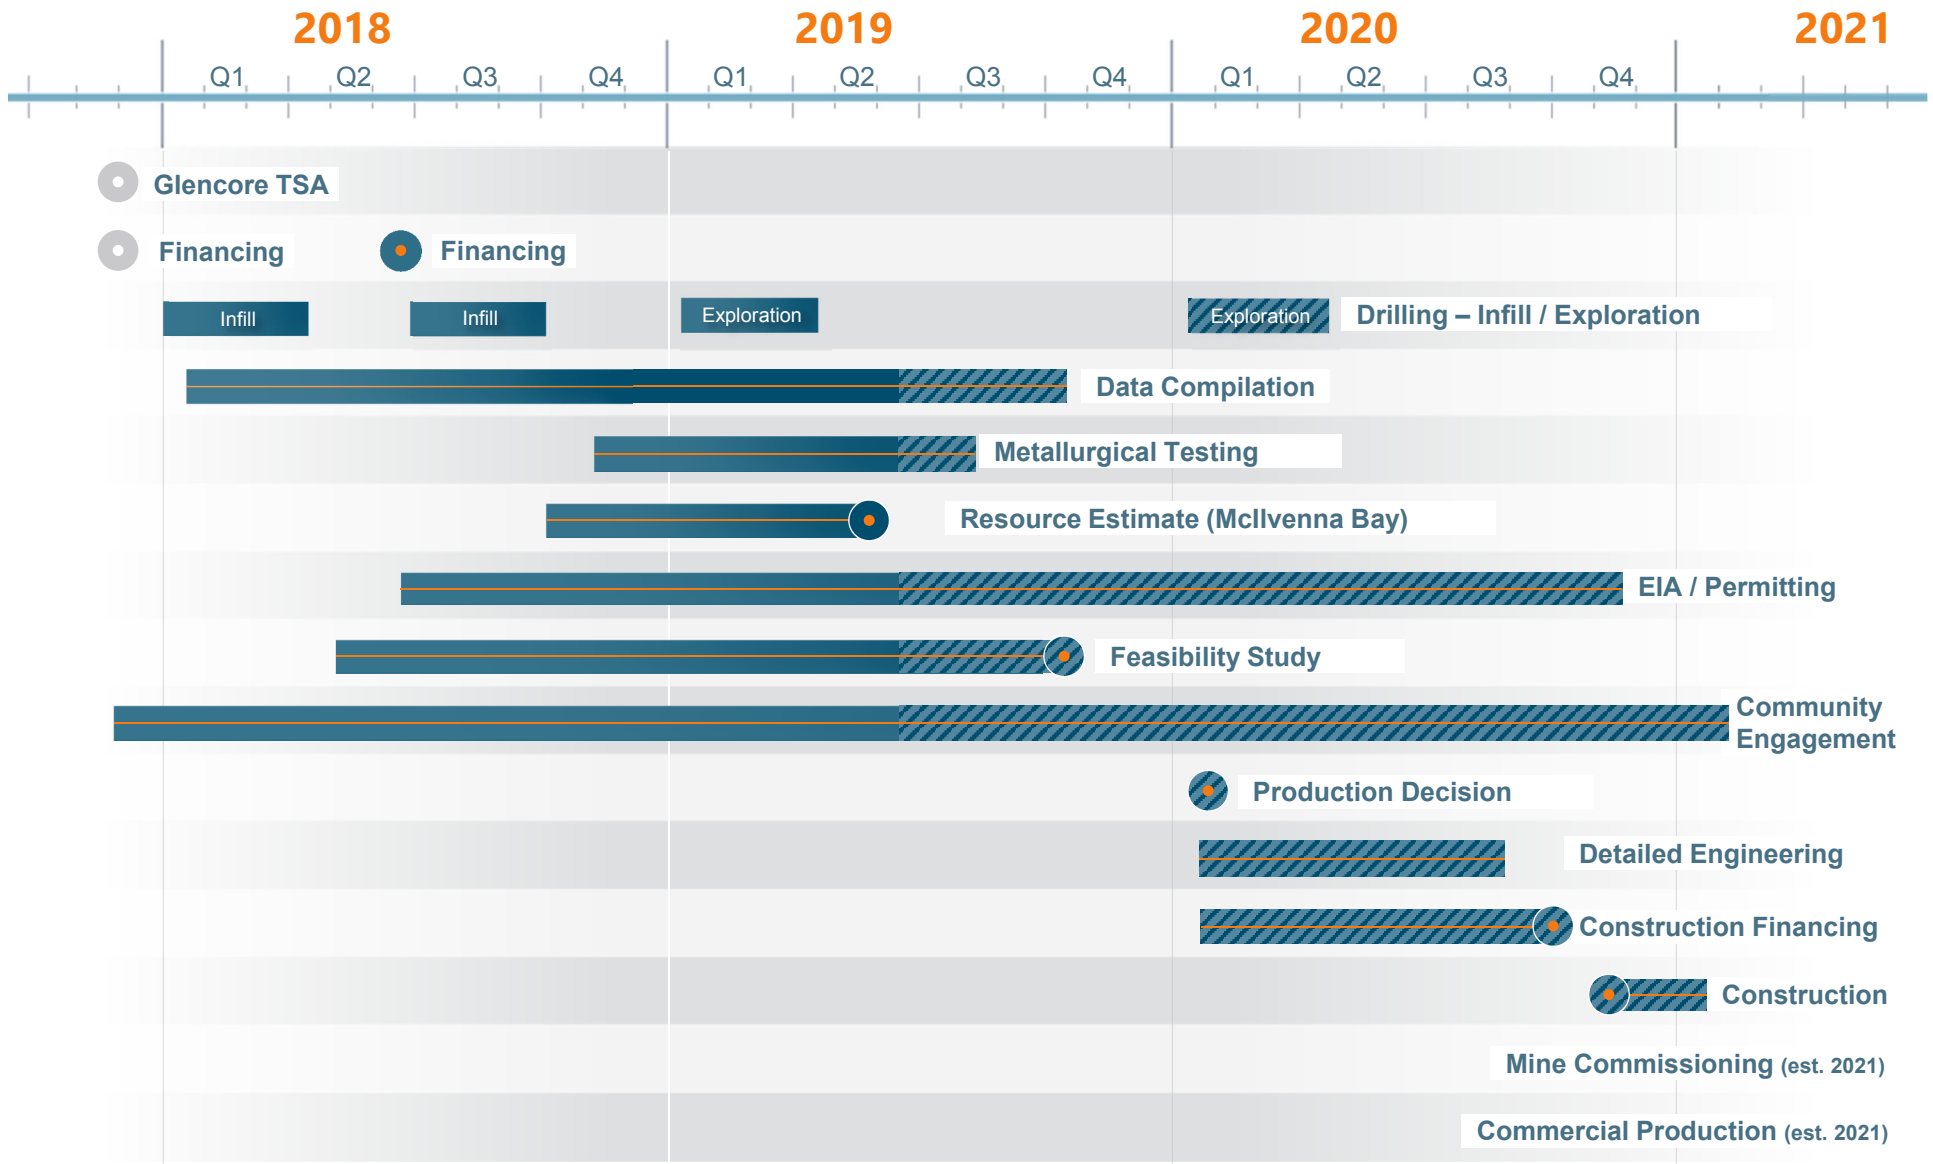 2018 2019 2020 2021
Q1 Q2 Q3 Q4 Q1 Q2 Q3 Q4 Q1 Q2 Q3 Q4
Glencore TSA
Financing Financing
Infill Infill Exploration Exploration Drilling – Infill / Exploration
Data Compilation
Metallurgical Testing
Resource Estimate (McIlvenna Bay)
EIA / Permitting
Feasibility Study
Community
Engagement
Production Decision
Detailed Engineering
Construction Financing
Construction
Mine Commissioning (est. 2021)
Commercial Production (est. 2021)